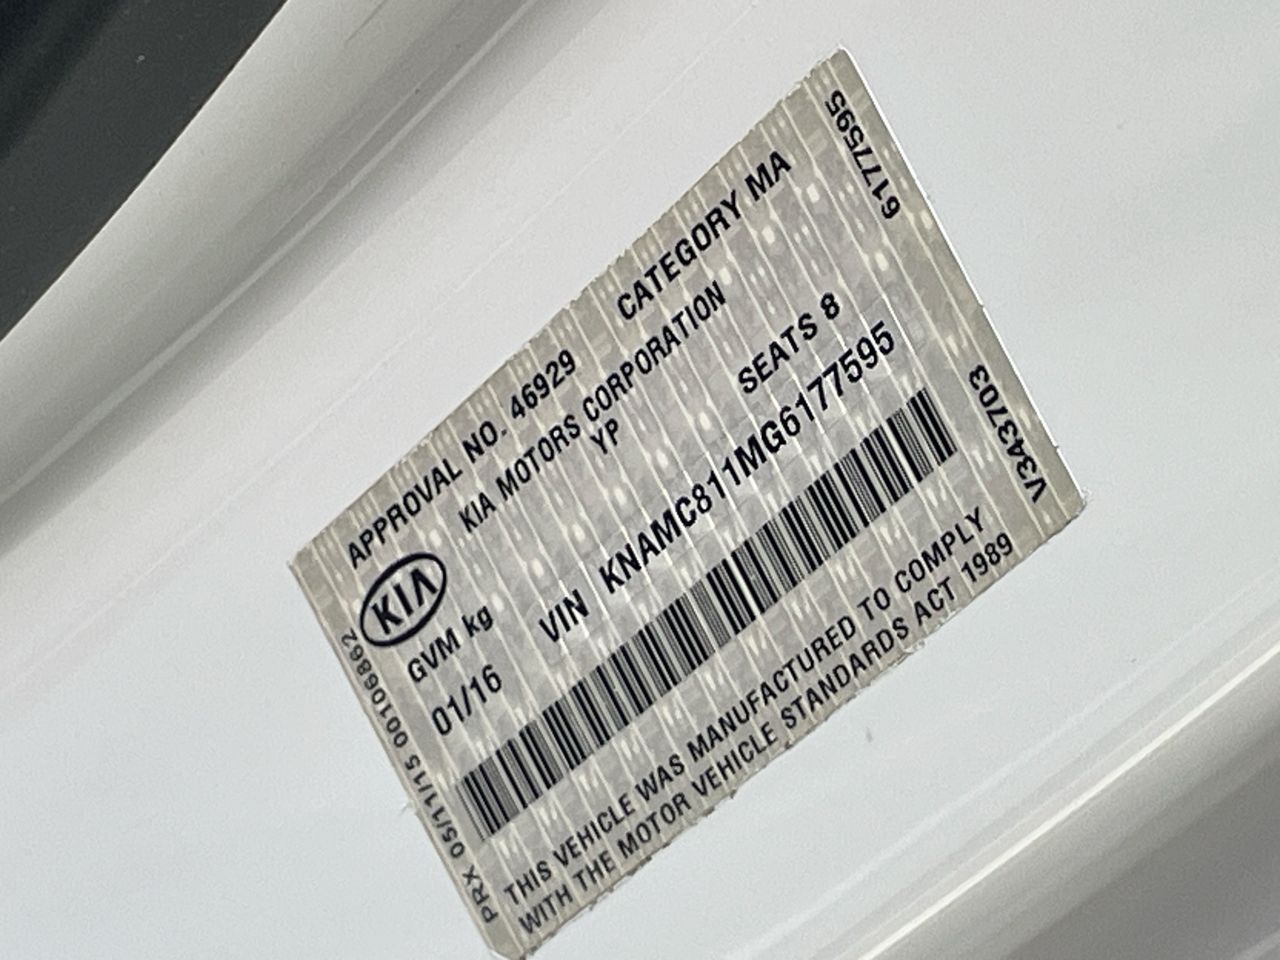 APPROVAL NO. 46929 CATEGORY MA
KIA MOTORS CORPORATION
KIA
YP
GVM kg SEATS 8
01/16 VIN KNAMC811MG6177595
THIS VEHICLE WAS MANUFACTURED TO COMPLY
WITH THE MOTOR VEHICLE STANDARDS ACT 1989
PRX 05/11/15 00106862
6177595
V343703